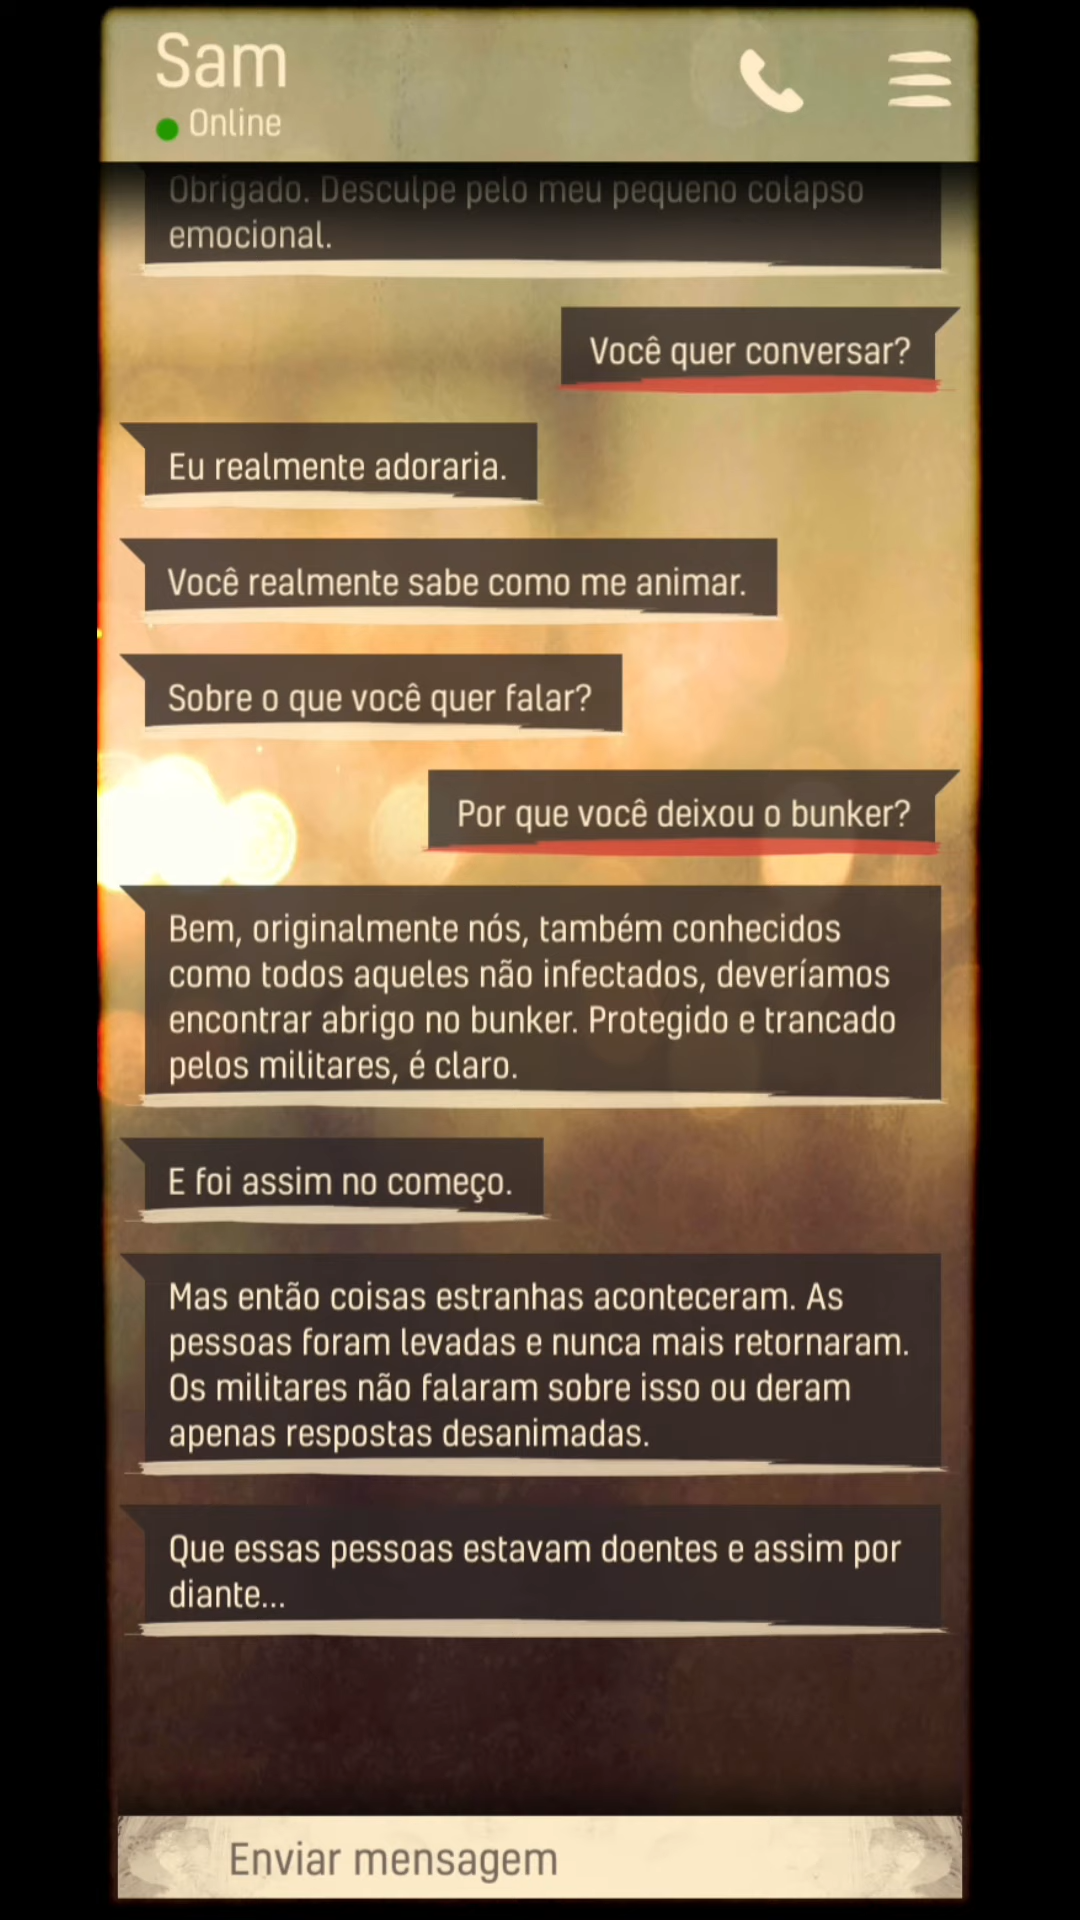 Sam
Online
Obrigado. Desculpe pelo meu pequeno colapso
emocional.
Você quer conversar?
Eu realmente adoraria.
Você realmente sabe como me animar.
Sobre o que você quer falar?
Por que você deixou o bunker?
Bem, originalmente nós, também conhecidos
como todos aqueles não infectados, deveríamos
encontrar abrigo no bunker. Protegido e trancado
pelos militares, é claro.
E foi assim no começo.
Mas então coisas estranhas aconteceram. As
pessoas foram levadas e nunca mais retornaram.
Os militares não falaram sobre isso ou deram
apenas respostas desanimadas.
Que essas pessoas estavam doentes e assim por
diante...
Enviar mensagem